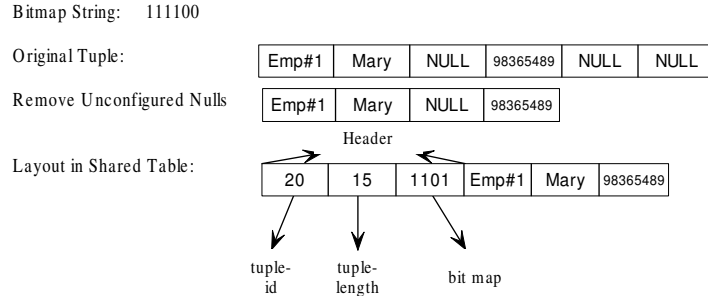 Bitmap String: 111100
Original Tuple: Emp#1 Mary NULL 98365489 NULL NULL
Remove Unconfigured Nulls Emp#1 Mary NULL 98365489
Header
Layout in Shared Table: 20 15 1101 Emp#1 Mary 98365489
tuple-
id
tuple-
length
bit map